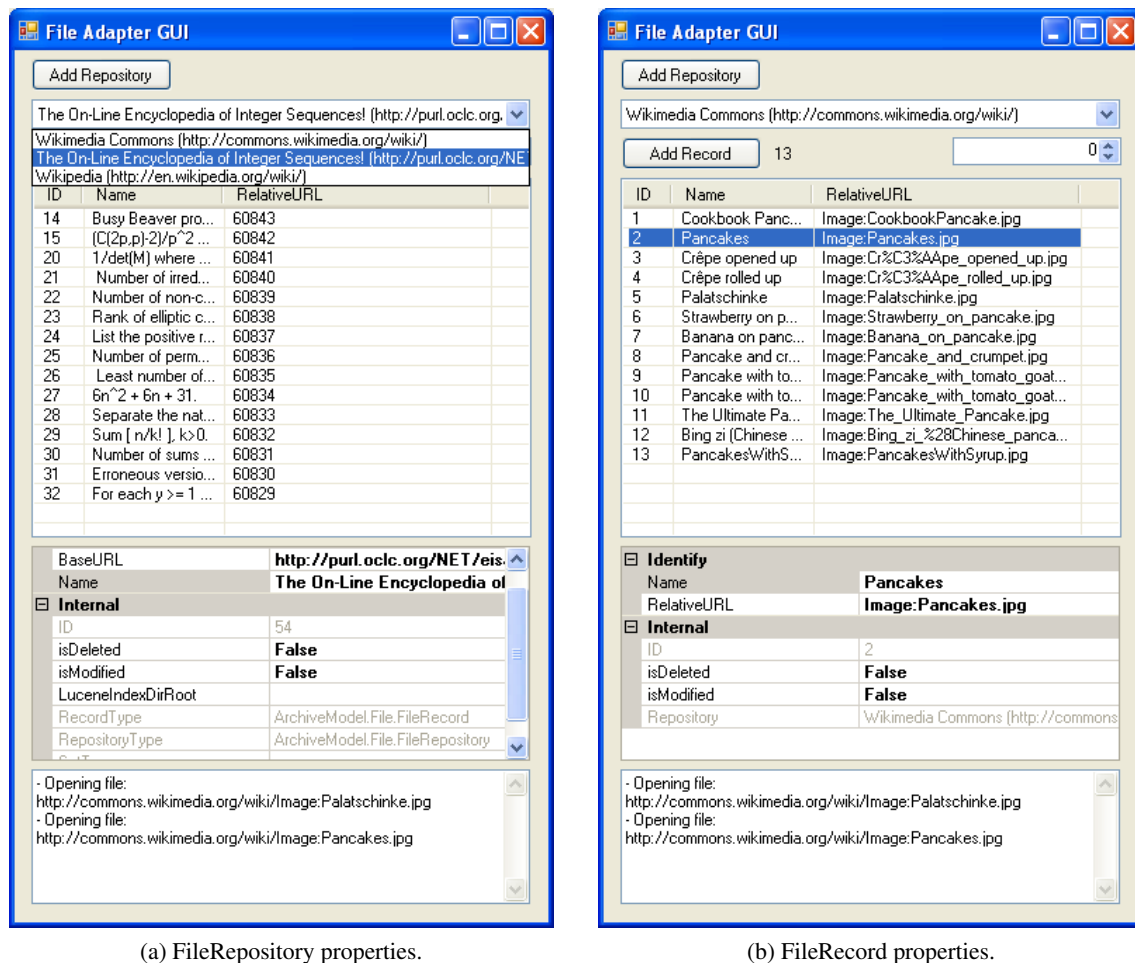 File Adapter GUI
Add Repository
The On-Line Encyclopedia of Integer Sequences! (http://purl.oclc.org.
Wikimedia Commons (http://commons.wikimedia.org/wiki/)
The On-Line Encyclopedia of Integer Sequences! (http://purl.oclc.org/NE
Wikipedia (http://en.wikipedia.org/wiki/)
ID Name RelativeURL
14 Busy Beaver pro... 60843
15 (C(2p,p)-2)/p^2 ... 60842
20 1/det(M) where ... 60841
21 Number of irred... 60840
22 Number of non-c... 60839
23 Rank of elliptic c... 60838
24 List the positive r... 60837
25 Number of perm... 60836
26 Least number of... 60835
27 6n^2 + 6n + 31. 60834
28 Separate the nat... 60833
29 Sum [ n/k! ], k>0. 60832
30 Number of sums ... 60831
31 Erroneous versio... 60830
32 For each y >= 1 ... 60829
BaseURL http://purl.oclc.org/NET/eis
Name The On-Line Encyclopedia of
Internal
ID 54
isDeleted False
isModified False
LuceneIndexDirRoot
RecordType ArchiveModel.File.FileRecord
RepositoryType ArchiveModel.File.FileRepository
- Opening file:
http://commons.wikimedia.org/wiki/Image:Palatschinke.jpg
- Opening file:
http://commons.wikimedia.org/wiki/Image:Pancakes.jpg
(a) FileRepository properties.
File Adapter GUI
Add Repository
Wikimedia Commons (http://commons.wikimedia.org/wiki/)
Add Record 13 0
ID Name RelativeURL
1 Cookbook Panc... Image:CookbookPancake.jpg
2 Pancakes Image:Pancakes.jpg
3 Crêpe opened up Image:Cr%C3%AApe_opened_up.jpg
4 Crêpe rolled up Image:Cr%C3%AApe_rolled_up.jpg
5 Palatschinke Image:Palatschinke.jpg
6 Strawberry on p... Image:Strawberry_on_pancake.jpg
7 Banana on panc... Image:Banana_on_pancake.jpg
8 Pancake and cr... Image:Pancake_and_crumpet.jpg
9 Pancake with to... Image:Pancake_with_tomato_goat...
10 Pancake with to... Image:Pancake_with_tomato_goat...
11 The Ultimate Pa... Image:The_Ultimate_Pancake.jpg
12 Bing zi (Chinese ... Image:Bing_zi_%28Chinese_panca...
13 PancakesWithS... Image:PancakesWithSyrup.jpg
Identify
Name Pancakes
RelativeURL Image:Pancakes.jpg
Internal
ID 2
isDeleted False
isModified False
Repository Wikimedia Commons (http://commons
- Opening file:
http://commons.wikimedia.org/wiki/Image:Palatschinke.jpg
- Opening file:
http://commons.wikimedia.org/wiki/Image:Pancakes.jpg
(b) FileRecord properties.